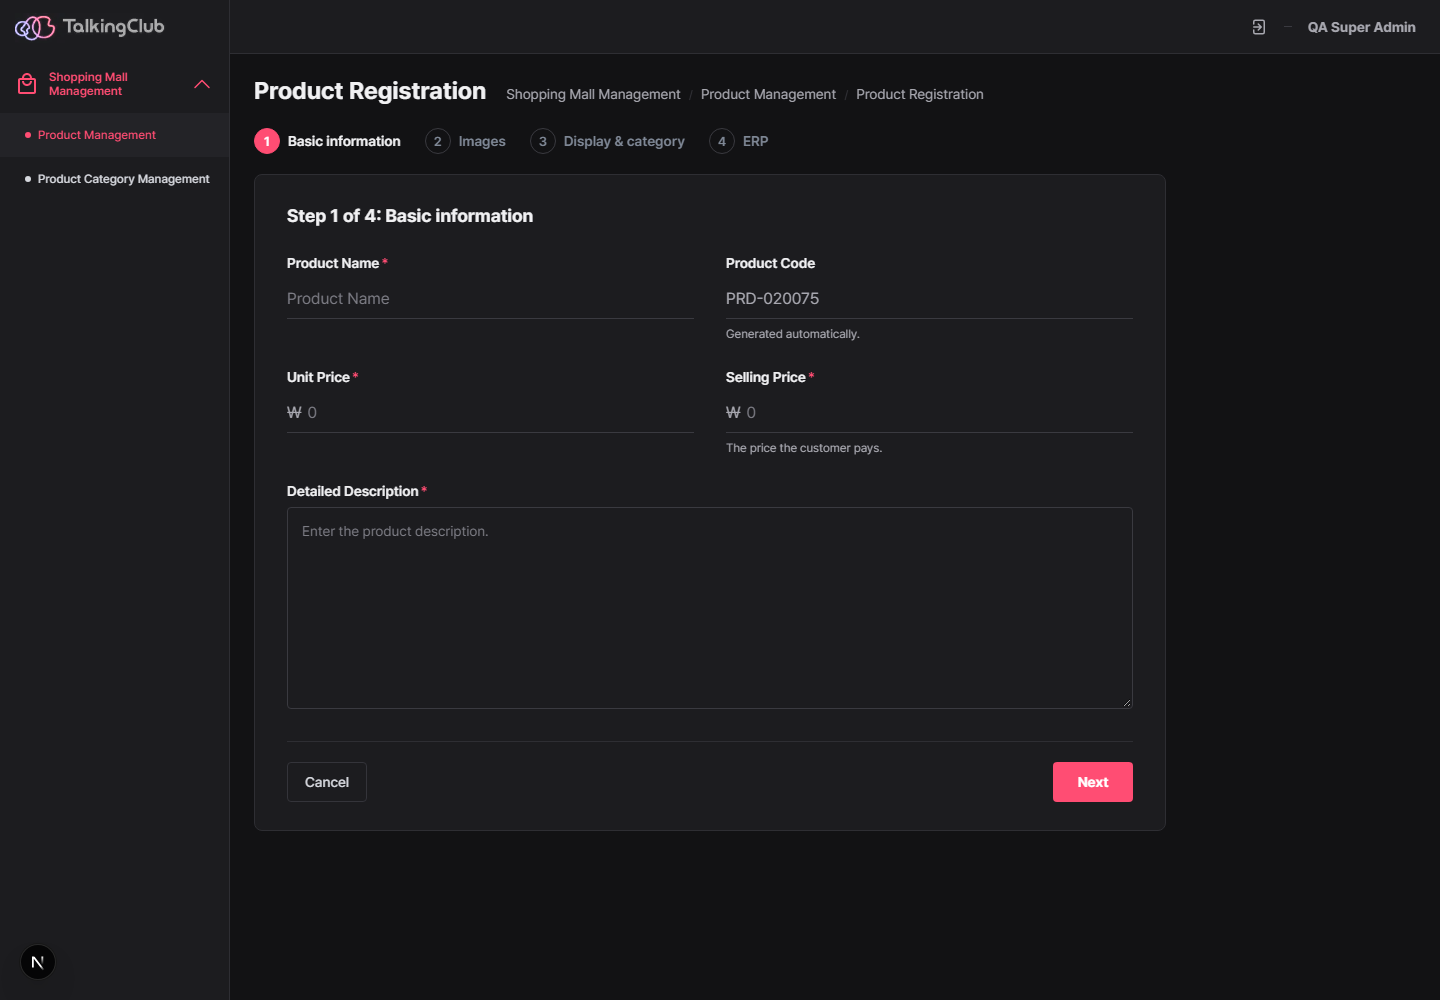 TalkingClub
QA Super Admin
Shopping Mall
Management
Product Management
Product Category Management
Product Registration
Shopping Mall Management / Product Management / Product Registration
1 Basic information
2 Images
3 Display & category
4 ERP
Step 1 of 4: Basic information
Product Name *
Product Name
Product Code
PRD-020075
Generated automatically.
Unit Price *
₩ 0
Selling Price *
₩ 0
The price the customer pays.
Detailed Description *
Enter the product description.
Cancel
Next
N